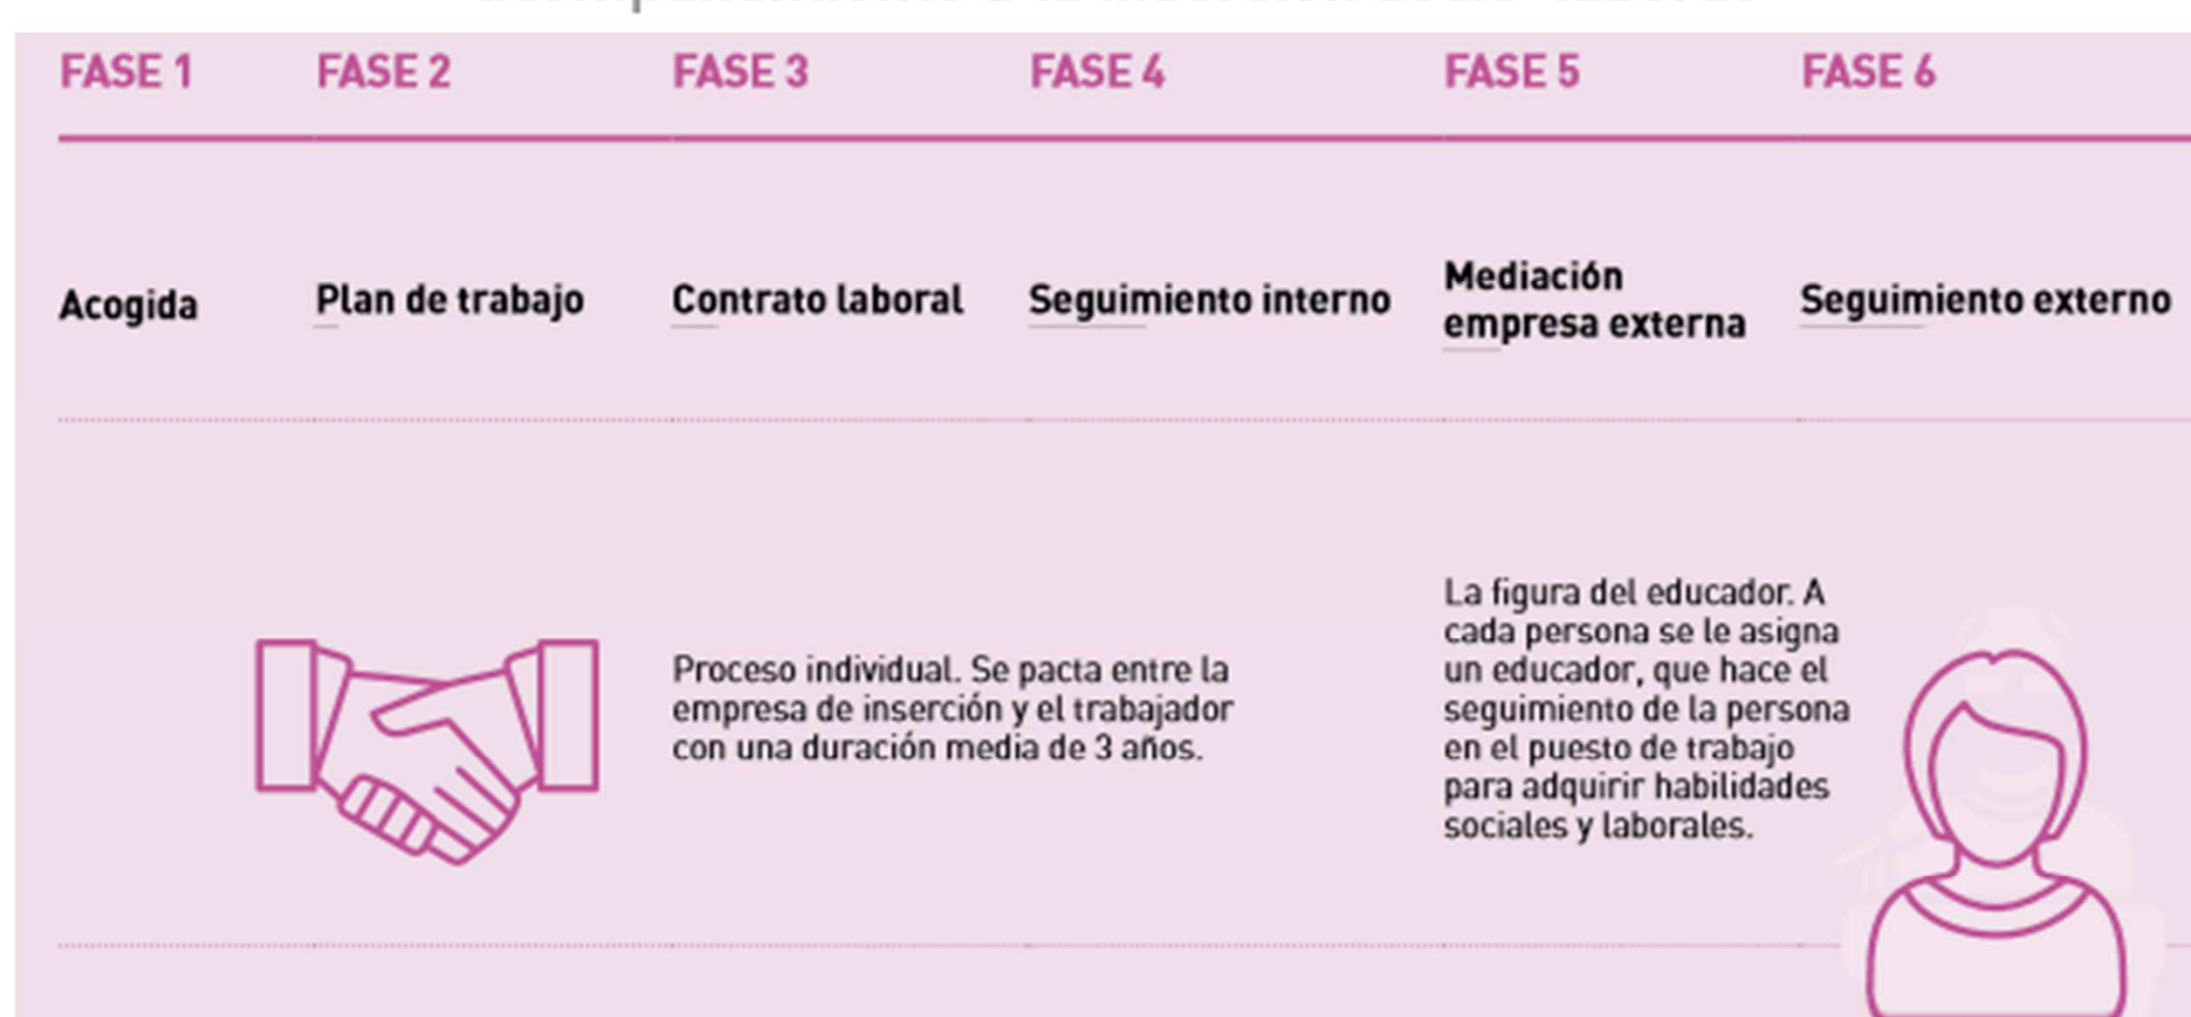 FASE 1
FASE 2
FASE 3
FASE 4
FASE 5
FASE 6
Acogida
Plan de trabajo
Contrato laboral
Seguimiento interno
Mediación
empresa externa
Seguimiento externo
Proceso individual. Se pacta entre la
empresa de inserción y el trabajador
con una duración media de 3 años.
La figura del educador. A
cada persona se le asigna
un educador, que hace el
seguimiento de la persona
en el puesto de trabajo
para adquirir habilidades
sociales y laborales.